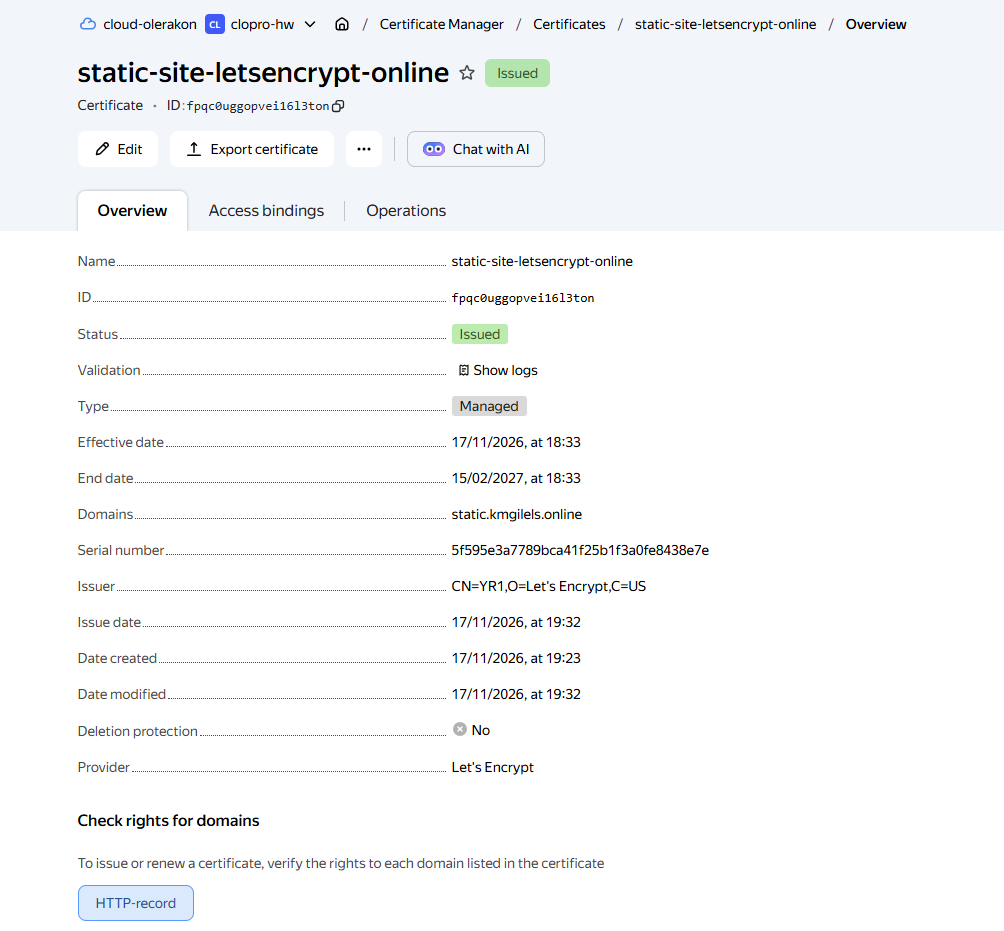 cloud-olerakon CL clopro-hw / Certificate Manager / Certificates / static-site-letsencrypt-online / Overview
static-site-letsencrypt-online Issued
Certificate • ID: fpqc0uggopvei16l3ton
Edit Export certificate ••• Chat with AI
Overview Access bindings Operations
Name static-site-letsencrypt-online
ID fpqc0uggopvei16l3ton
Status Issued
Validation Show logs
Type Managed
Effective date 17/11/2026, at 18:33
End date 15/02/2027, at 18:33
Domains static.kmgilels.online
Serial number 5f595e3a7789bca41f25b1f3a0fe8438e7e
Issuer CN=YR1,O=Let's Encrypt,C=US
Issue date 17/11/2026, at 19:32
Date created 17/11/2026, at 19:23
Date modified 17/11/2026, at 19:32
Deletion protection No
Provider Let's Encrypt
Check rights for domains
To issue or renew a certificate, verify the rights to each domain listed in the certificate
HTTP-record